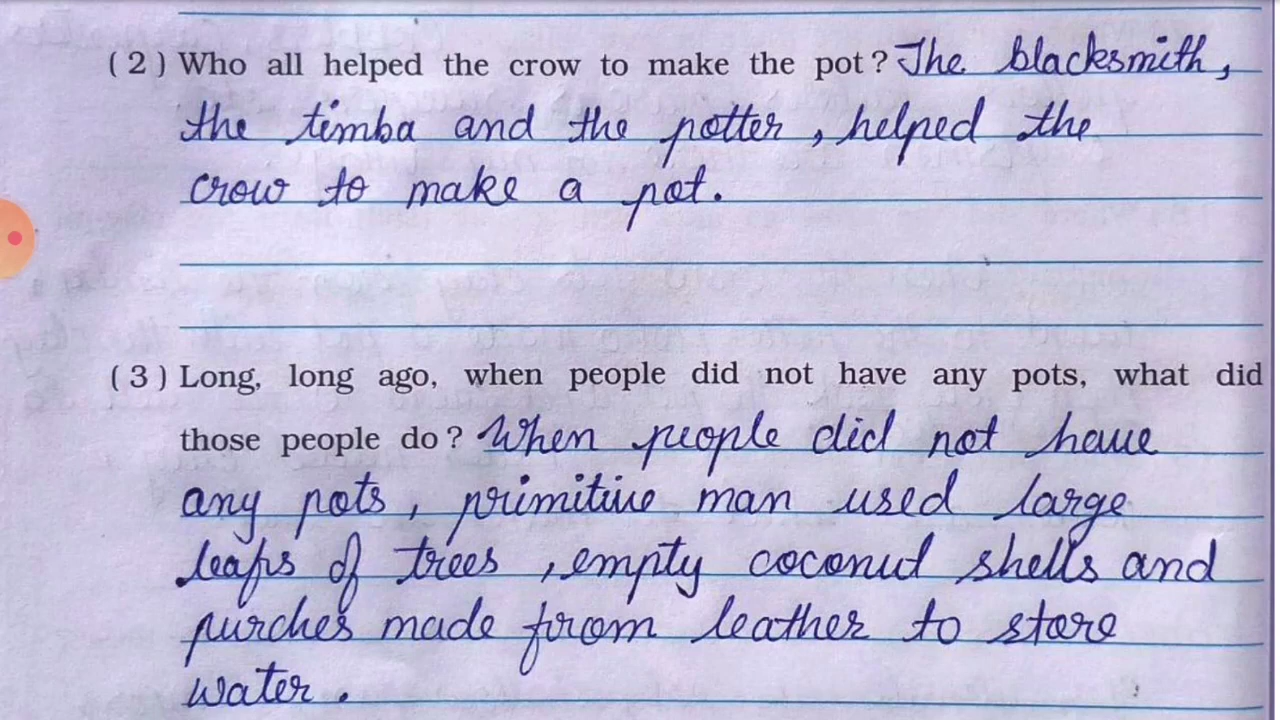 ( 2 ) Who all helped the crow to make the pot ? The blacksmith,
the timba and the potter , helped the
crow to make a pot.
( 3 ) Long, long ago, when people did not have any pots, what did
those people do ? When people did not have
any pots , primitive man used large
leafs of trees , empty coconut shells and
purches made from leather to store
water .